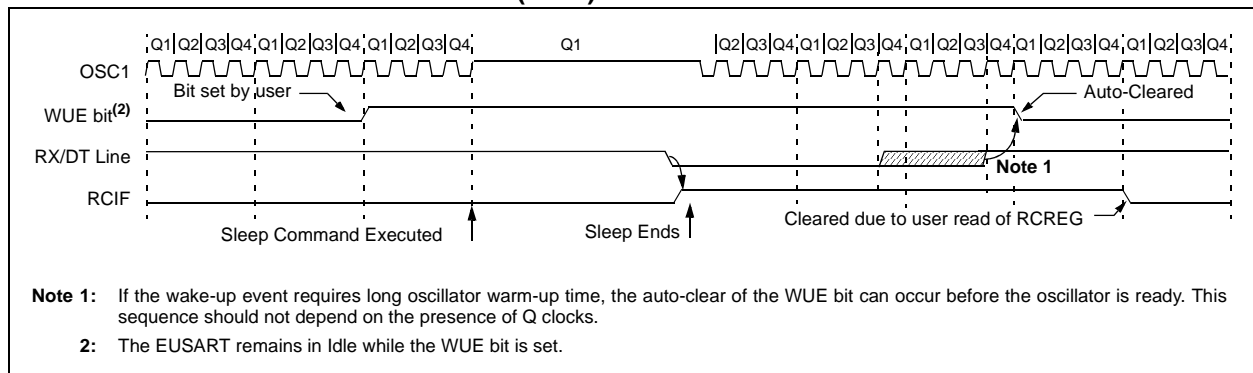 Q1 Q2 Q3 Q4 Q1 Q2 Q3 Q4 Q1 Q2 Q3 Q4 Q1 Q2 Q3 Q4 Q1 Q2 Q3 Q4 Q1 Q2 Q3 Q4 Q1 Q2 Q3 Q4 Q1 Q2 Q3 Q4
OSC1
Bit set by user
Auto-Cleared
WUE bit(2)
RX/DT Line
Note 1
RCIF
Cleared due to user read of RCREG
Sleep Command Executed
Sleep Ends
Note 1: If the wake-up event requires long oscillator warm-up time, the auto-clear of the WUE bit can occur before the oscillator is ready. This
sequence should not depend on the presence of Q clocks.
2: The EUSART remains in Idle while the WUE bit is set.